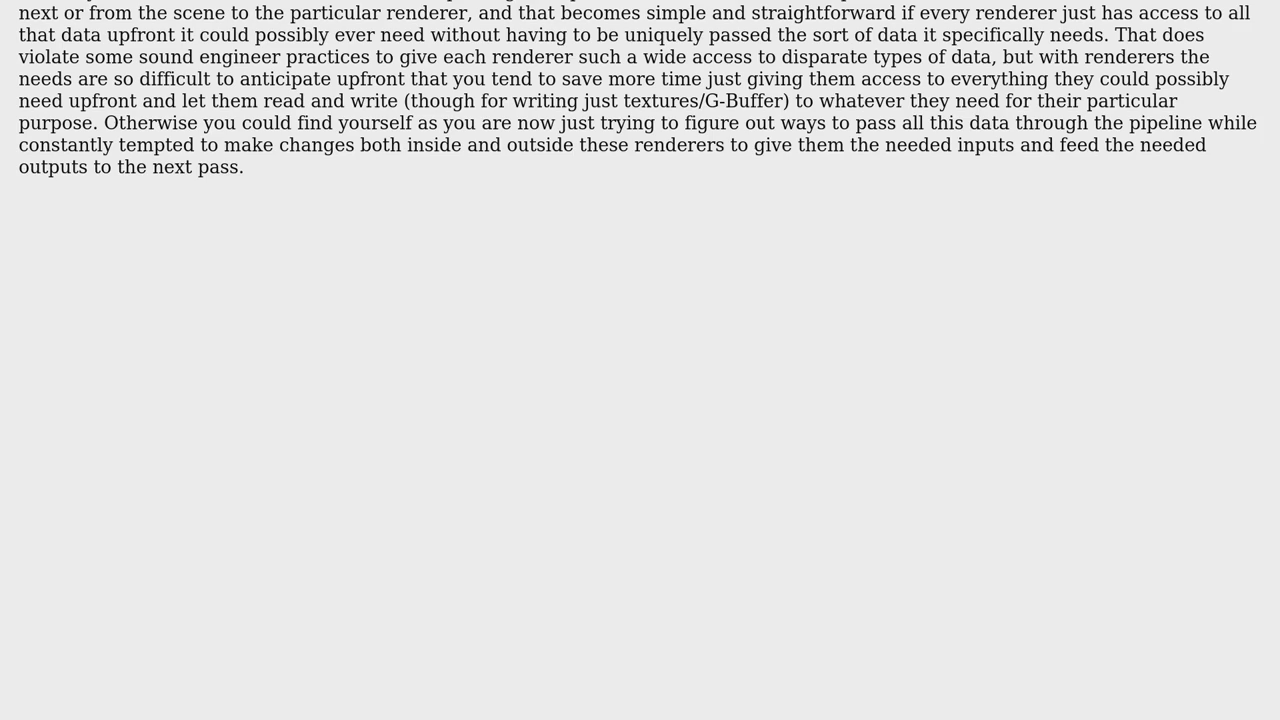 next or from the scene to the particular renderer, and that becomes simple and straightforward if every renderer just has access to all
that data upfront it could possibly ever need without having to be uniquely passed the sort of data it specifically needs. That does
violate some sound engineer practices to give each renderer such a wide access to disparate types of data, but with renderers the
needs are so difficult to anticipate upfront that you tend to save more time just giving them access to everything they could possibly
need upfront and let them read and write (though for writing just textures/G-Buffer) to whatever they need for their particular
purpose. Otherwise you could find yourself as you are now just trying to figure out ways to pass all this data through the pipeline while
constantly tempted to make changes both inside and outside these renderers to give them the needed inputs and feed the needed
outputs to the next pass.